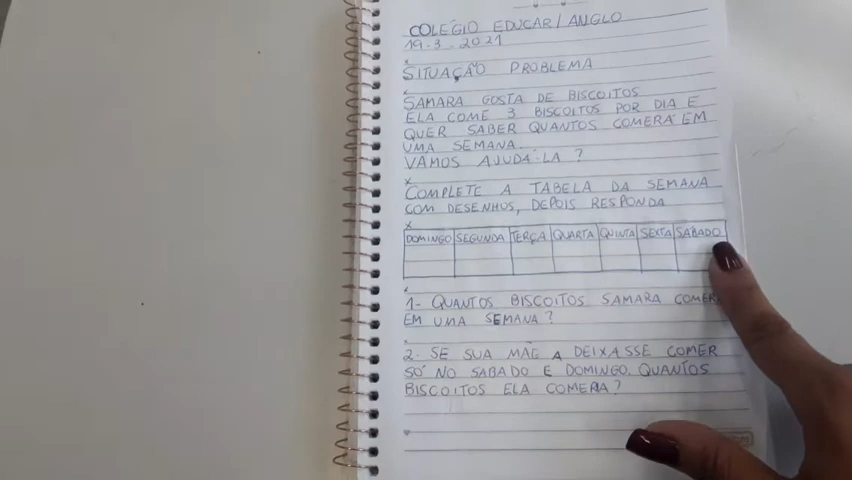 COLÉGIO EDUCAR/ANGLO
19-3-2021
SITUAÇÃO PROBLEMA
SAMARA GOSTA DE BISCOITOS
ELA COME 3 BISCOITOS POR DIA E
QUER SABER QUANTOS COMERÁ EM
UMA SEMANA.
VAMOS AJUDÁ-LA ?
COMPLETE A TABELA DA SEMANA
COM DESENHOS, DEPOIS RESPONDA
DOMINGO SEGUNDA TERÇA QUARTA QUINTA SEXTA SÁBADO
1- QUANTOS BISCOITOS SAMARA
EM UMA SEMANA ?
2- SE SUA MÃE A DEIXASSE COMER
SÓ NO SÁBADO E DOMINGO, QUANTOS
BISCOITOS ELA COMERIA ?